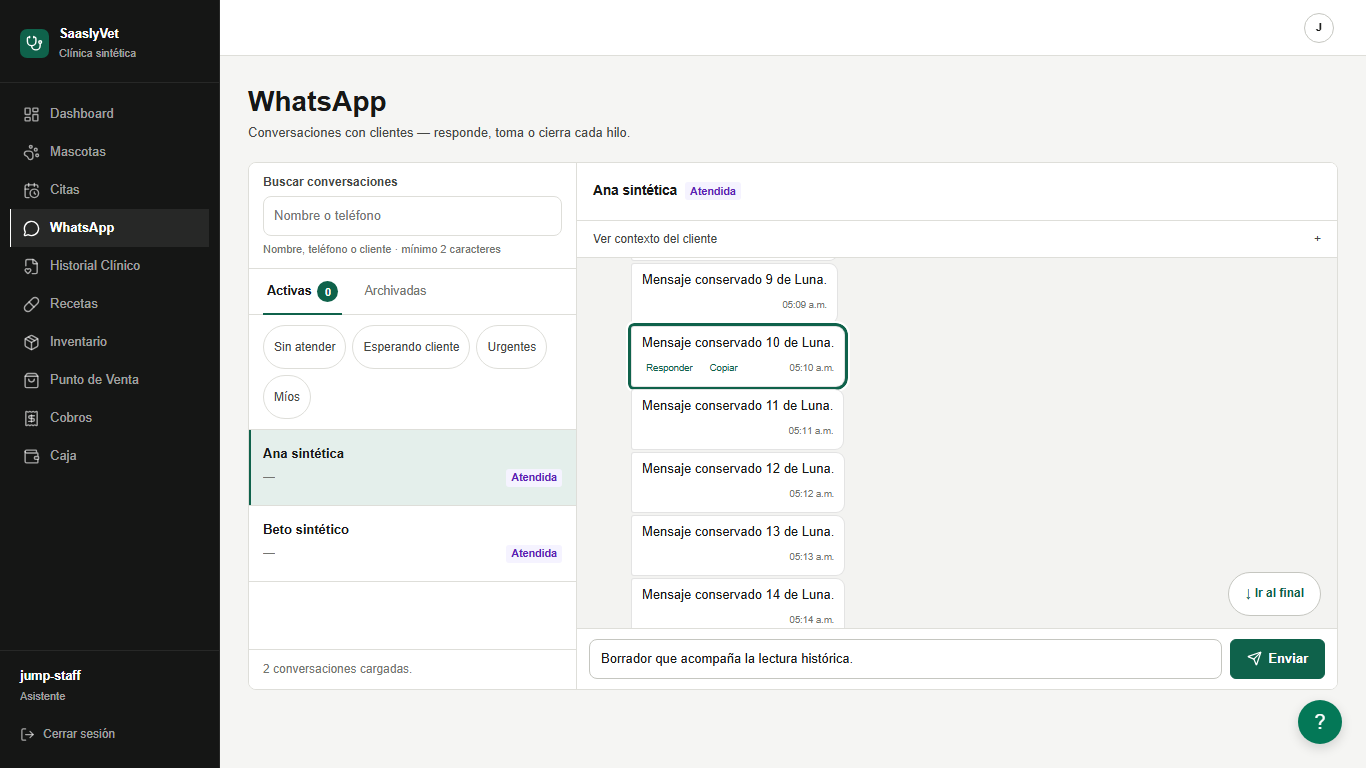 SaaslyVet
Clínica sintética
Dashboard
Mascotas
Citas
WhatsApp
Historial Clínico
Recetas
Inventario
Punto de Venta
Cobros
Caja
jump-staff
Asistente
Cerrar sesión
J
WhatsApp
Conversaciones con clientes — responde, toma o cierra cada hilo.
Buscar conversaciones
Nombre o teléfono
Nombre, teléfono o cliente · mínimo 2 caracteres
Activas 0 Archivadas
Sin atender Esperando cliente Urgentes
Míos
Ana sintética
— Atendida
Beto sintético
— Atendida
2 conversaciones cargadas.
Ana sintética Atendida
Ver contexto del cliente +
Mensaje conservado 9 de Luna.
05:09 a.m.
Mensaje conservado 10 de Luna.
Responder Copiar 05:10 a.m.
Mensaje conservado 11 de Luna.
05:11 a.m.
Mensaje conservado 12 de Luna.
05:12 a.m.
Mensaje conservado 13 de Luna.
05:13 a.m.
Mensaje conservado 14 de Luna.
05:14 a.m.
↓ Ir al final
Borrador que acompaña la lectura histórica.
Enviar
?